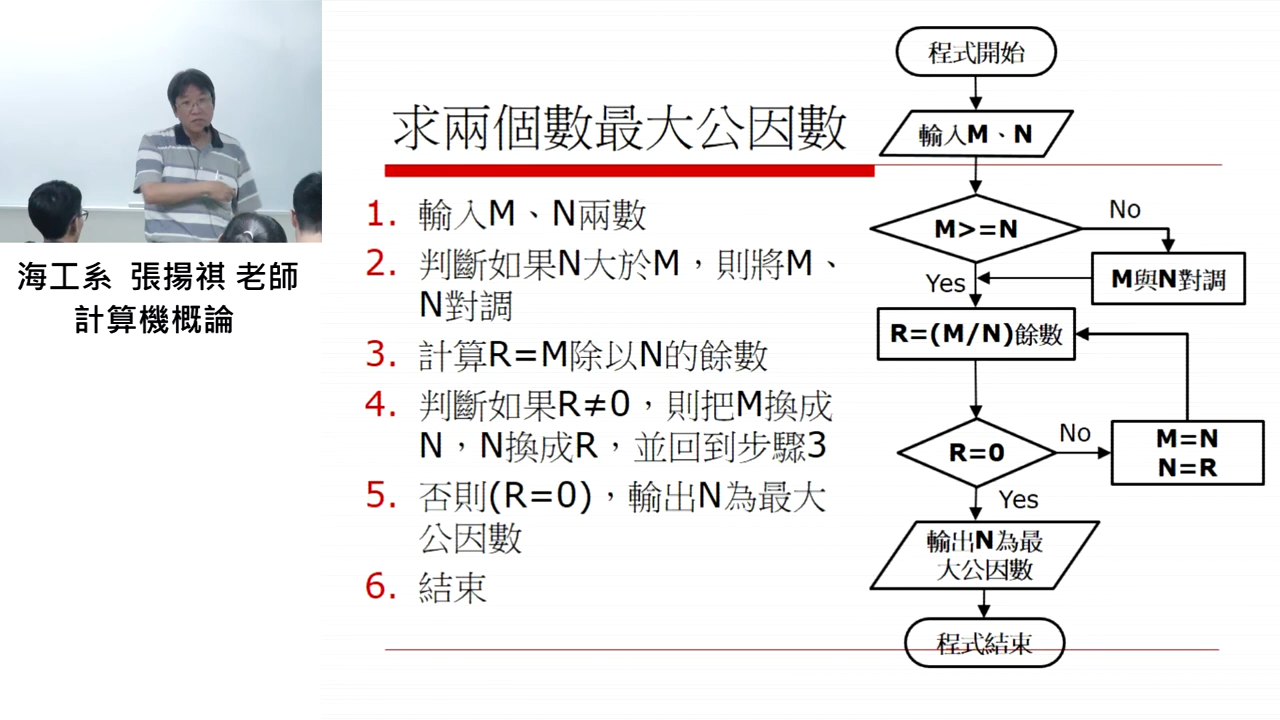 海工系 張揚祺 老師
計算機概論
求兩個數最大公因數
1. 輸入M、N兩數
2. 判斷如果N大於M，則將M、
N對調
3. 計算R=M除以N的餘數
4. 判斷如果R≠0，則把M換成
N，N換成R，並回到步驟3
5. 否則(R=0)，輸出N為最大
公因數
6. 結束
程式開始
輸入M、N
M>=N
No
M與N對調
Yes
R=(M/N)餘數
R=0
No
M=N
N=R
Yes
輸出N為最
大公因數
程式結束